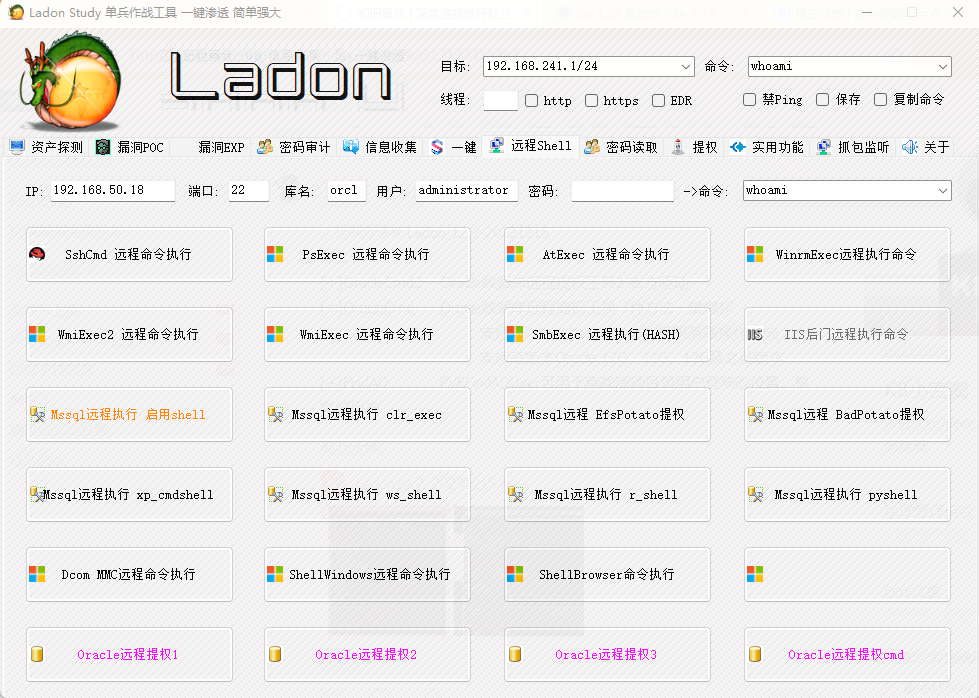 Ladon Study 单兵作战工具 一键渗透 简单强大
Ladon
目标: 192.168.241.1/24 命令: whoami
线程: http https EDR 禁Ping 保存 复制命令
资产探测 漏洞POC 漏洞EXP 密码审计 信息收集 一键 远程Shell 密码读取 提权 实用功能 抓包监听 关于
IP: 192.168.50.18 端口: 22 库名: orcl 用户: administrator 密码: ->命令: whoami
SshCmd 远程命令执行 PsExec 远程命令执行 AtExec 远程命令执行 WinrmExec远程执行命令
WmiExec2 远程命令执行 WmiExec 远程命令执行 SmbExec 远程执行(HASH) IIS IIS后门远程执行命令
Mssql远程执行 启用shell Mssql远程执行 clr_exec Mssql远程 EfsPotato提权 Mssql远程 BadPotato提权
Mssql远程执行 xp_cmdshell Mssql远程执行 ws_shell Mssql远程执行 r_shell Mssql远程执行 pyshell
Dcom MMC远程命令执行 ShellWindows远程命令执行 ShellBrowser命令执行
Oracle远程提权1 Oracle远程提权2 Oracle远程提权3 Oracle远程提权cmd